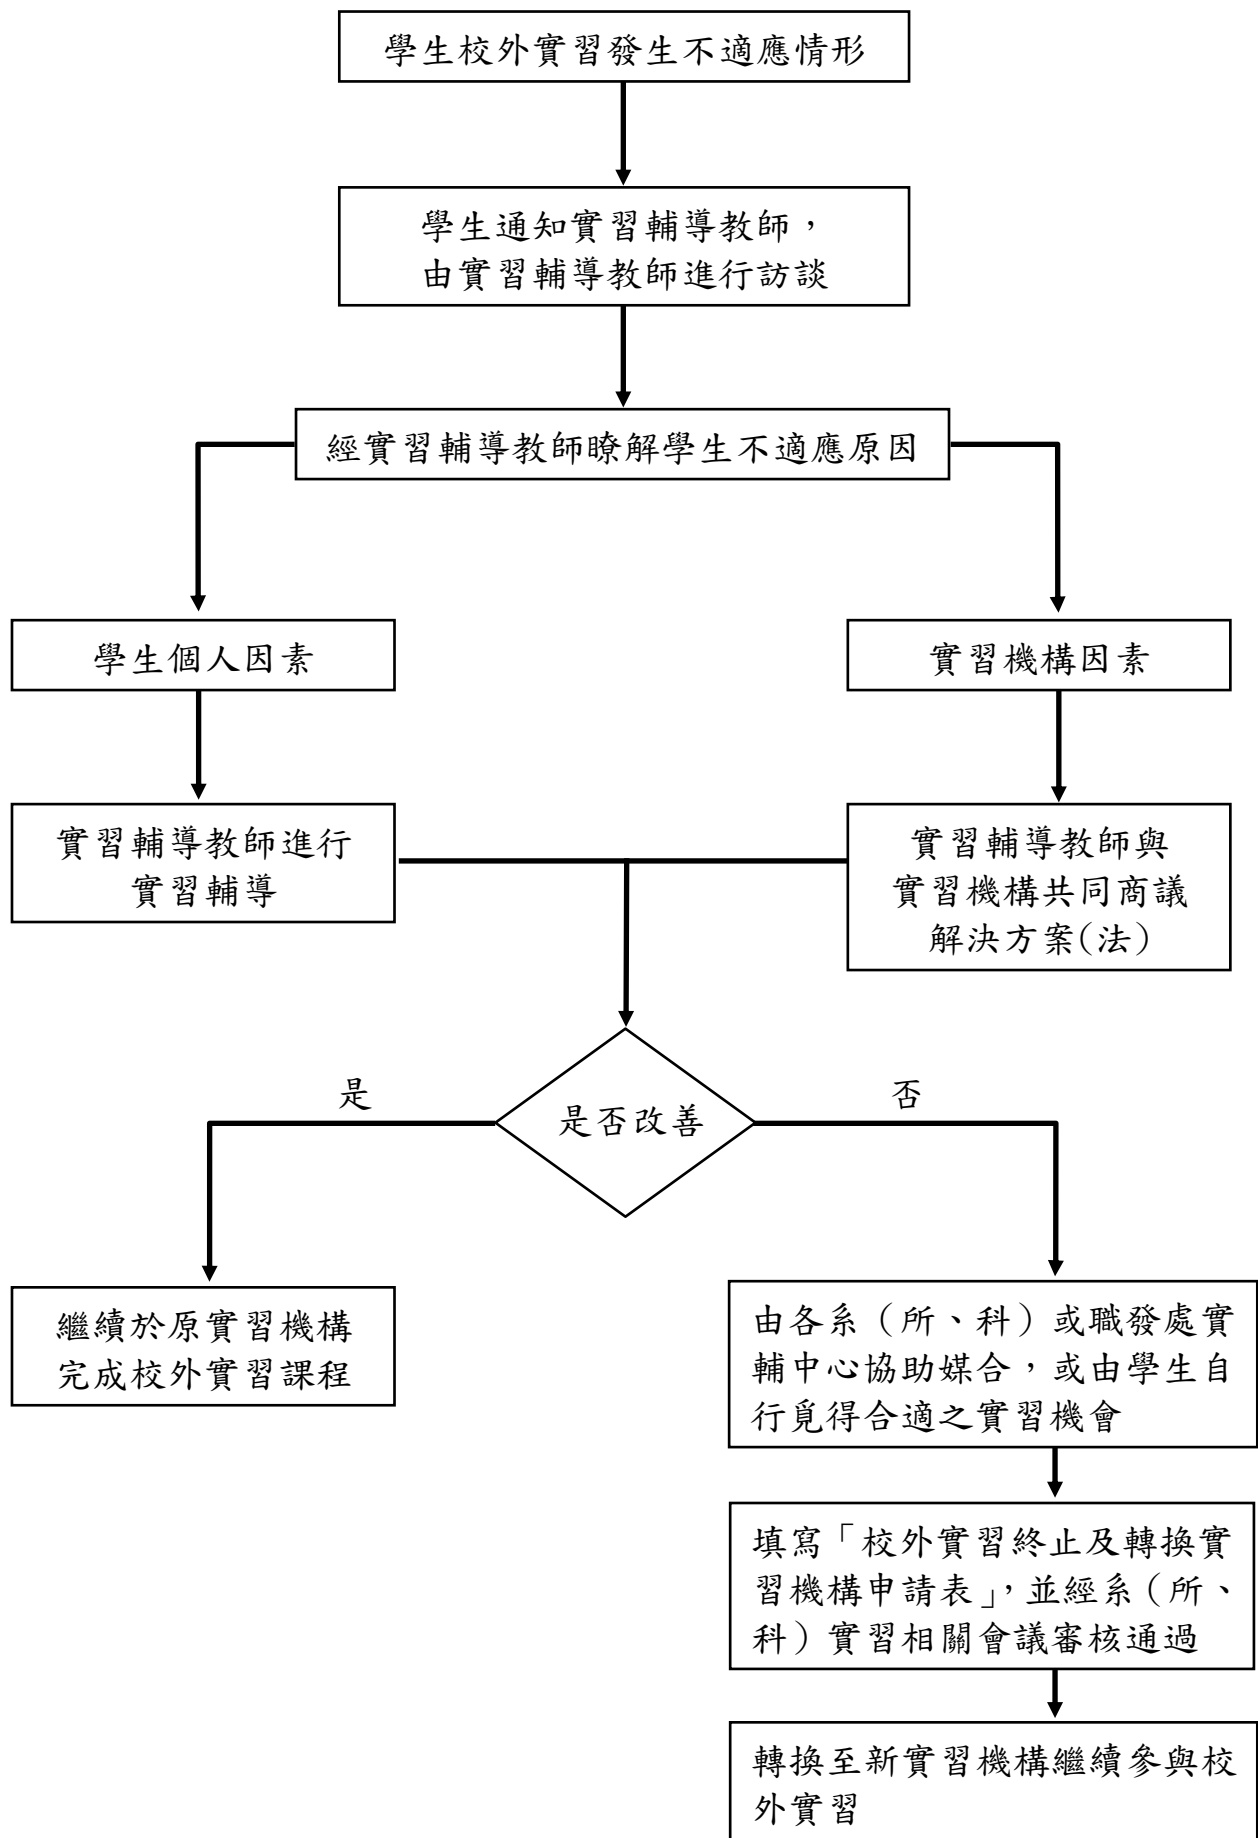 學生校外實習發生不適應情形
學生通知實習輔導教師，
由實習輔導教師進行訪談
經實習輔導教師瞭解學生不適應原因
學生個人因素
實習機構因素
實習輔導教師進行
實習輔導
實習輔導教師與
實習機構共同商議
解決方案(法)
是否改善
是
否
繼續於原實習機構
完成校外實習課程
由各系（所、科）或職發處實
輔中心協助媒合，或由學生自
行覓得合適之實習機會
填寫「校外實習終止及轉換實
習機構申請表」，並經系（所、
科）實習相關會議審核通過
轉換至新實習機構繼續參與校
外實習